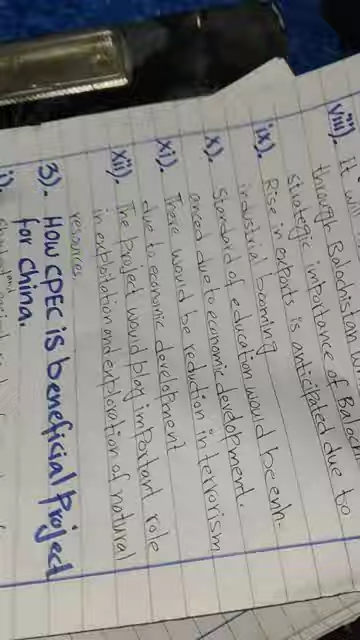 viii). It will
through Balochistan
strategic importance of Baloch
ix). Rise in exports is anticipated due to
industrial booming
x). Standard of education would be enh-
anced due to economic development.
xi). There would be reduction in terrorism
due to economic development
xii). The project would play important role
in exploitation and exploration of natural
resources
3). How CPEC is beneficial Project
for China.
i).